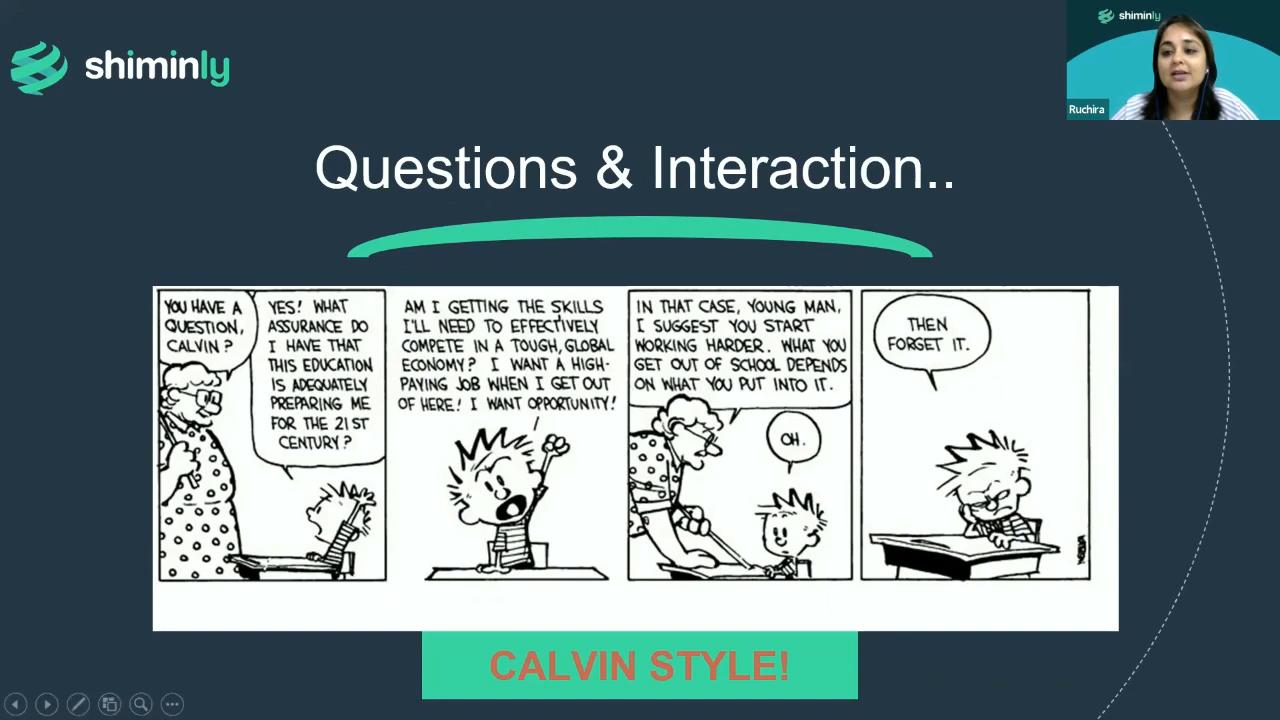 shiminly
shiminly
Ruchira
Questions & Interaction..
YOU HAVE A
QUESTION,
CALVIN?
YES! WHAT
ASSURANCE DO
I HAVE THAT
THIS EDUCATION
IS ADEQUATELY
PREPARING ME
FOR THE 21ST
CENTURY?
AM I GETTING THE SKILLS
I'LL NEED TO EFFECTIVELY
COMPETE IN A TOUGH, GLOBAL
ECONOMY? I WANT A HIGH-
PAYING JOB WHEN I GET OUT
OF HERE! I WANT OPPORTUNITY!
IN THAT CASE, YOUNG MAN,
I SUGGEST YOU START
WORKING HARDER. WHAT YOU
GET OUT OF SCHOOL DEPENDS
ON WHAT YOU PUT INTO IT.
OH.
THEN
FORGET IT.
CALVIN STYLE!